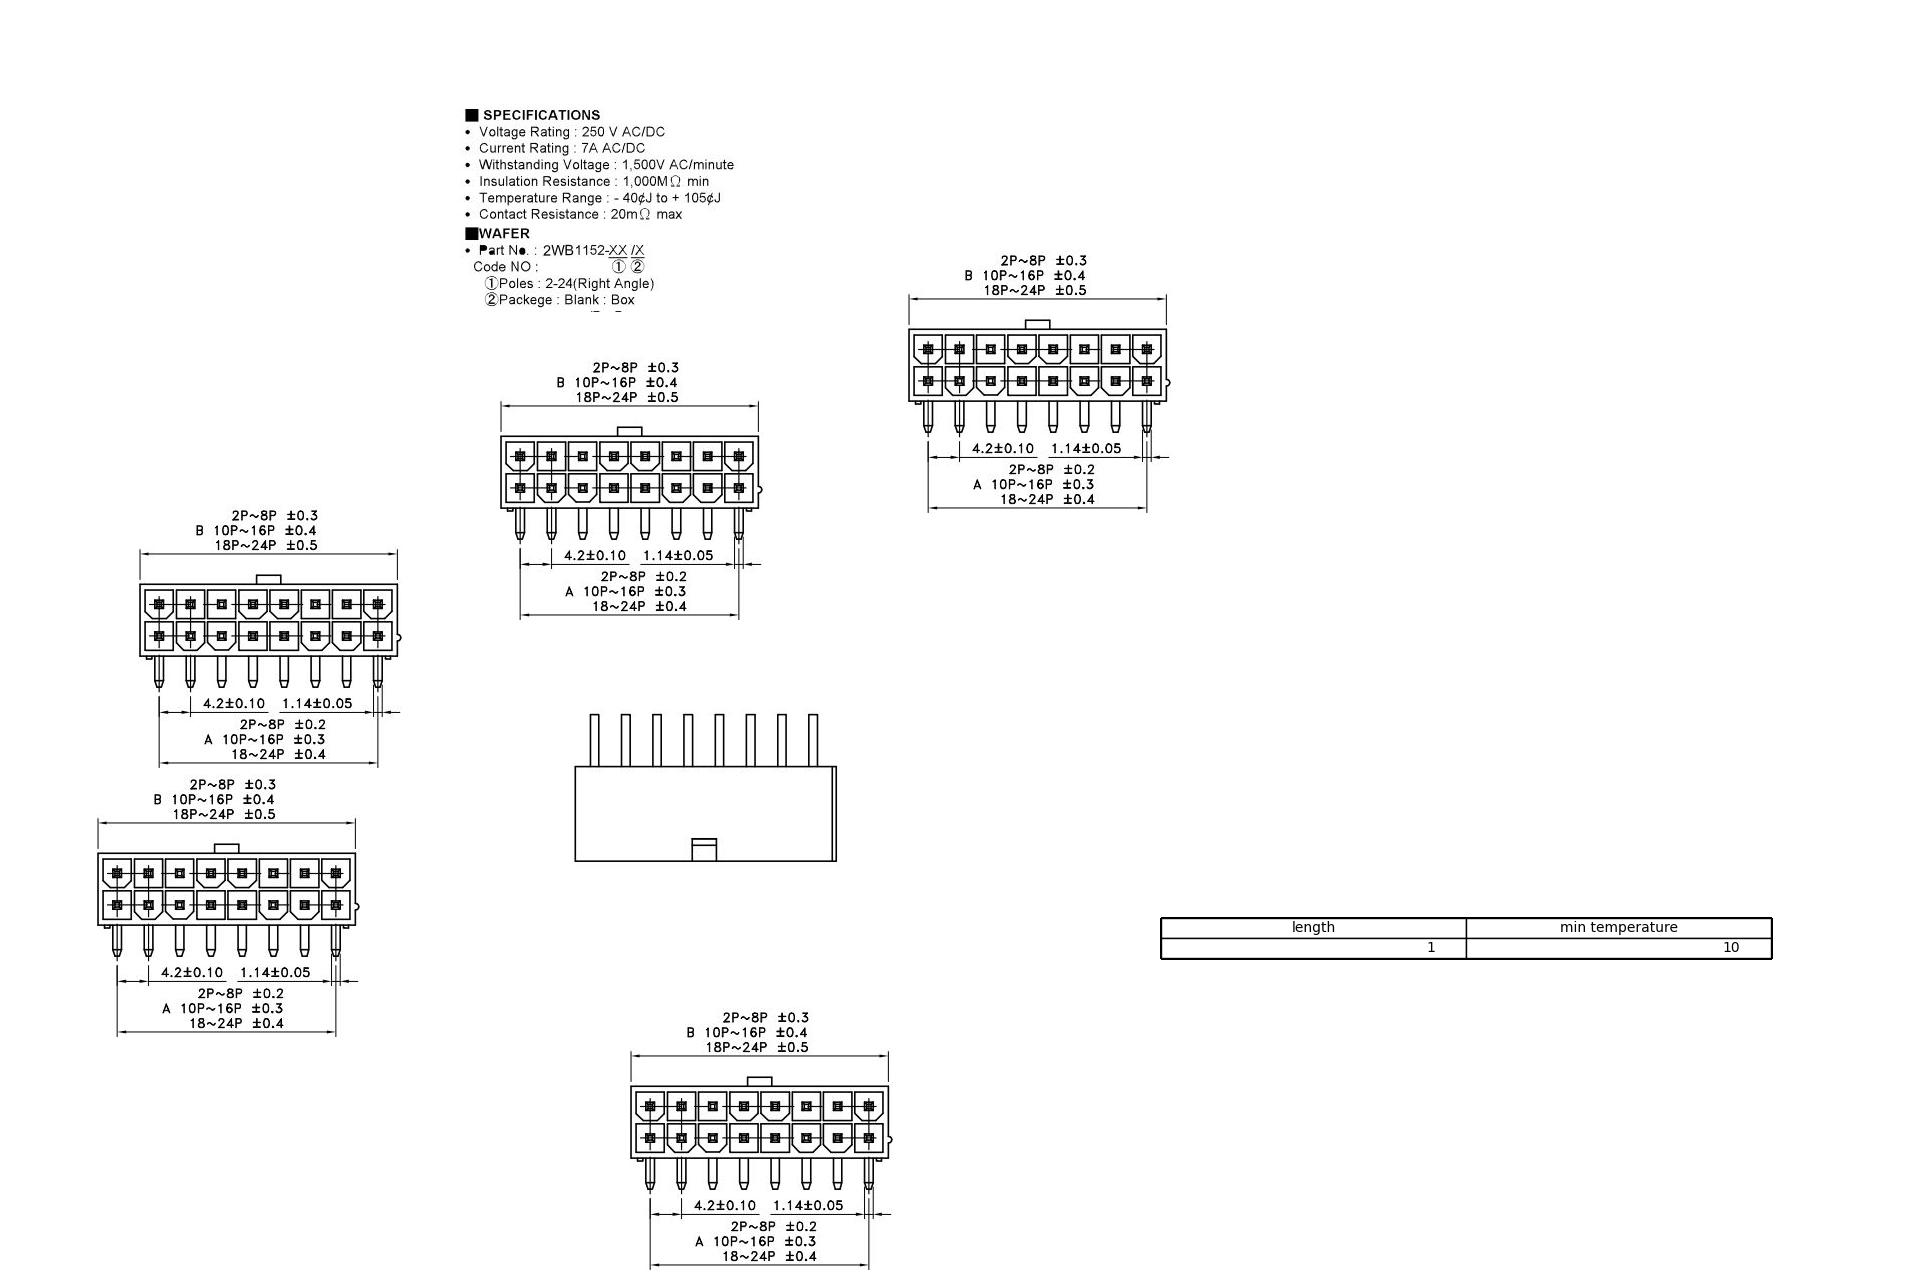 ■ SPECIFICATIONS
• Voltage Rating : 250 V AC/DC
• Current Rating : 7A AC/DC
• Withstanding Voltage : 1,500V AC/minute
• Insulation Resistance : 1,000MΩ min
• Temperature Range : - 40¢J to + 105¢J
• Contact Resistance : 20mΩ max
■WAFER
• Part No. : 2WB1152-XX /X
Code NO : ① ②
①Poles : 2-24(Right Angle)
②Packege : Blank : Box
2P~8P ±0.3
B 10P~16P ±0.4
18P~24P ±0.5
4.2±0.10 1.14±0.05
2P~8P ±0.2
A 10P~16P ±0.3
18~24P ±0.4
2P~8P ±0.3
B 10P~16P ±0.4
18P~24P ±0.5
4.2±0.10 1.14±0.05
2P~8P ±0.2
A 10P~16P ±0.3
18~24P ±0.4
2P~8P ±0.3
B 10P~16P ±0.4
18P~24P ±0.5
4.2±0.10 1.14±0.05
2P~8P ±0.2
A 10P~16P ±0.3
18~24P ±0.4
2P~8P ±0.3
B 10P~16P ±0.4
18P~24P ±0.5
4.2±0.10 1.14±0.05
2P~8P ±0.2
A 10P~16P ±0.3
18~24P ±0.4
length min temperature
1 10
2P~8P ±0.3
B 10P~16P ±0.4
18P~24P ±0.5
4.2±0.10 1.14±0.05
2P~8P ±0.2
A 10P~16P ±0.3
18~24P ±0.4